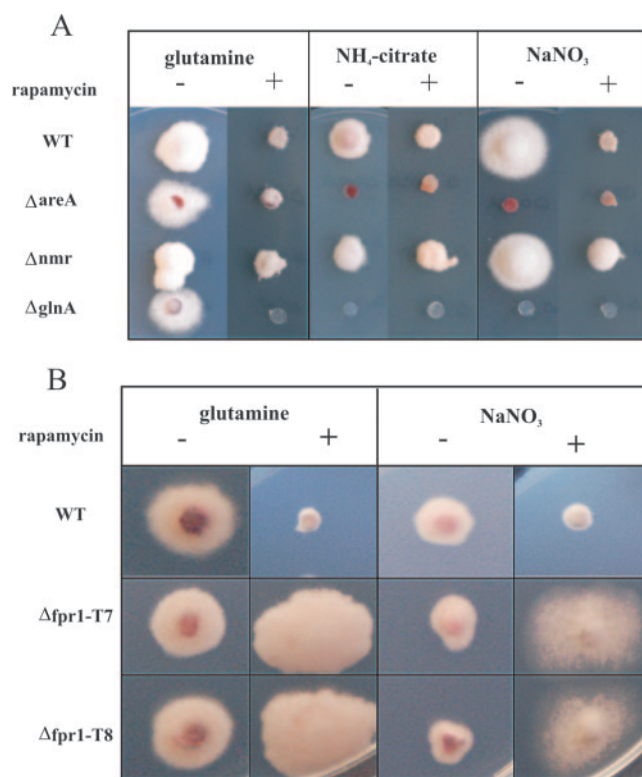 A
glutamine NH₄-citrate NaNO₃
rapamycin - + - + - +
WT
ΔareA
Δnmr
ΔglnA
B
glutamine NaNO₃
rapamycin - + - +
WT
Δfpr1-T7
Δfpr1-T8